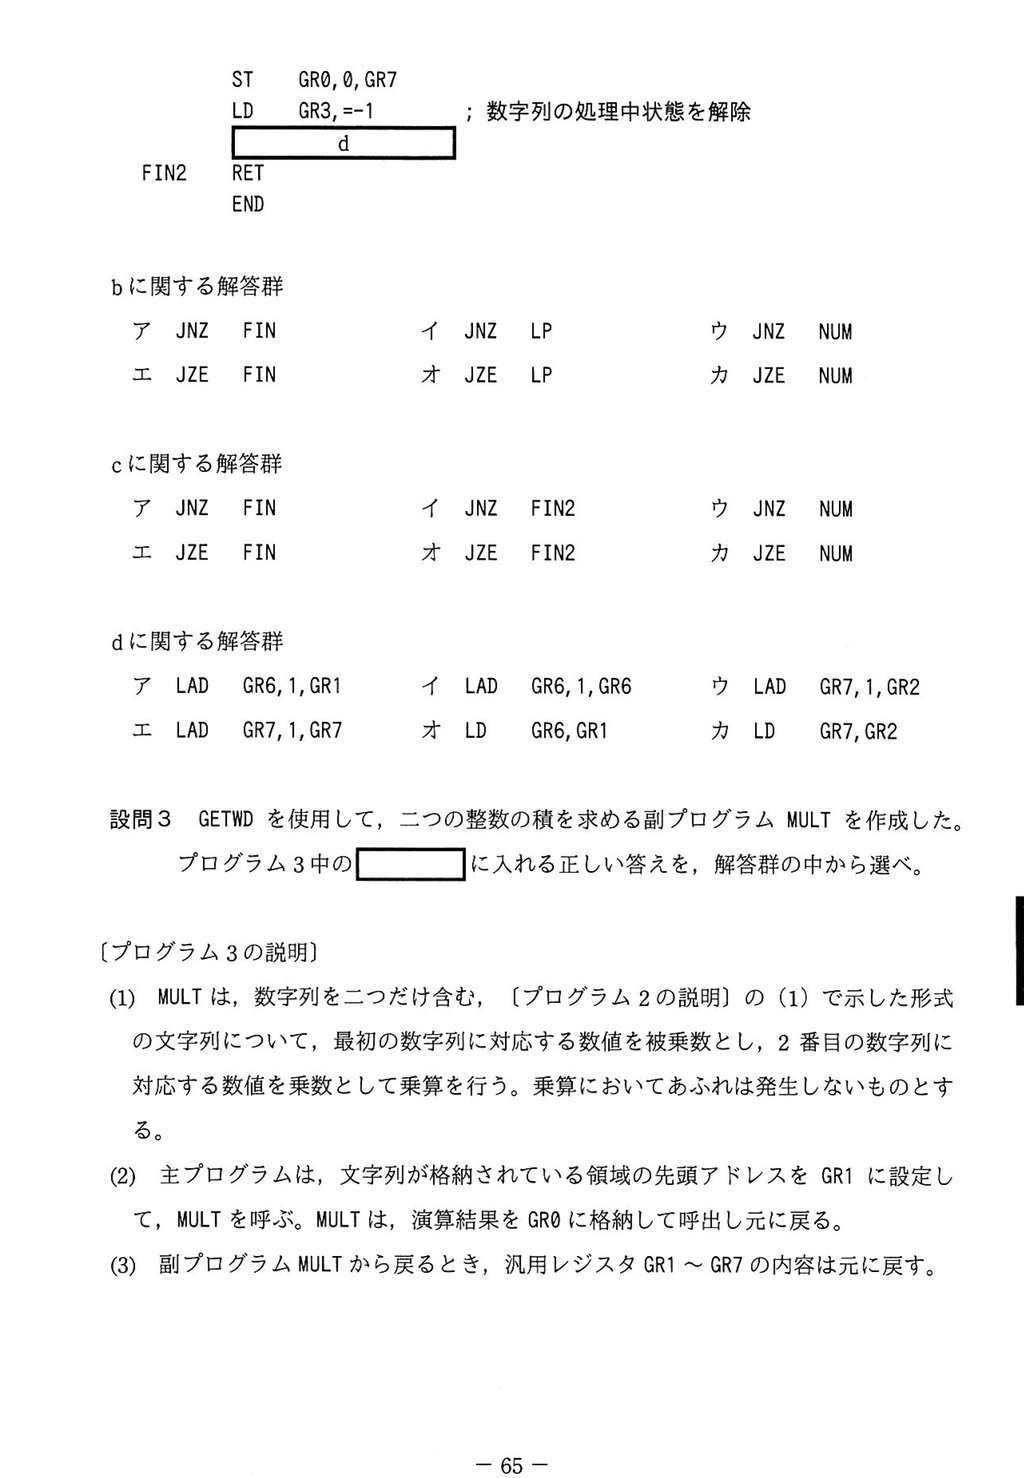 ST GR0,0,GR7
LD GR3,=-1 ; 数字列の処理中状態を解除
d
FIN2 RET
END
bに関する解答群
ア JNZ FIN イ JNZ LP ウ JNZ NUM
エ JZE FIN オ JZE LP カ JZE NUM
cに関する解答群
ア JNZ FIN イ JNZ FIN2 ウ JNZ NUM
エ JZE FIN オ JZE FIN2 カ JZE NUM
dに関する解答群
ア LAD GR6,1,GR1 イ LAD GR6,1,GR6 ウ LAD GR7,1,GR2
エ LAD GR7,1,GR7 オ LD GR6,GR1 カ LD GR7,GR2
設問3 GETWD を使用して，二つの整数の積を求める副プログラム MULT を作成した。
プログラム3中の に入れる正しい答えを，解答群の中から選べ。
〔プログラム3の説明〕
(1) MULT は，数字列を二つだけ含む，〔プログラム2の説明〕の（1）で示した形式
の文字列について，最初の数字列に対応する数値を被乗数とし，2 番目の数字列に
対応する数値を乗数として乗算を行う。乗算においてあふれは発生しないものとす
る。
(2) 主プログラムは，文字列が格納されている領域の先頭アドレスを GR1 に設定し
て，MULT を呼ぶ。MULT は，演算結果を GR0 に格納して呼出し元に戻る。
(3) 副プログラム MULT から戻るとき，汎用レジスタ GR1 ～ GR7 の内容は元に戻す。
－ 65 －